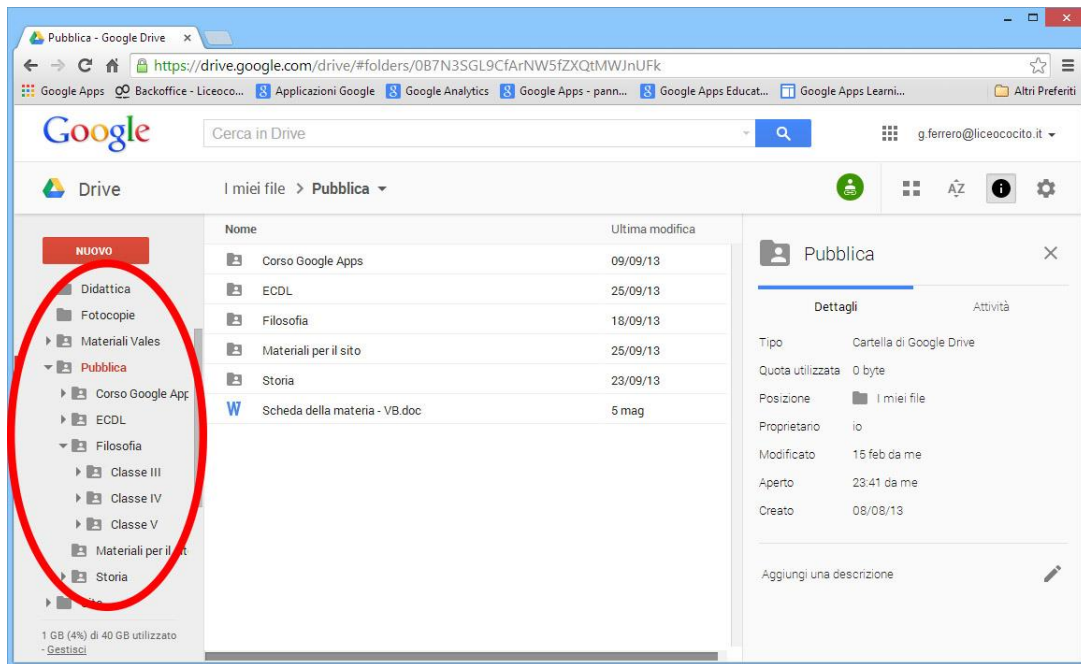 Pubblica - Google Drive
https://drive.google.com/drive/#folders/0B7N3SGL9CfArNW5fZXQtMWJnUFk
Google Apps Backoffice - Liceoco... Applicazioni Google Google Analytics Google Apps - pann... Google Apps Educat... Google Apps Learni... Altri Preferiti
Google Cerca in Drive g.ferrero@liceococito.it
Drive I miei file > Pubblica AZ
NUOVO
Didattica
Fotocopie
Materiali Vales
Pubblica
Corso Google App
ECDL
Filosofia
Classe III
Classe IV
Classe V
Materiali per il
Storia
1 GB (4%) di 40 GB utilizzato
- Gestisci
Nome Ultima modifica
Corso Google Apps 09/09/13
ECDL 25/09/13
Filosofia 18/09/13
Materiali per il sito 25/09/13
Storia 23/09/13
W Scheda della materia - VB.doc 5 mag
Pubblica
Dettagli Attività
Tipo Cartella di Google Drive
Quota utilizzata 0 byte
Posizione I miei file
Proprietario io
Modificato 15 feb da me
Aperto 23:41 da me
Creato 08/08/13
Aggiungi una descrizione